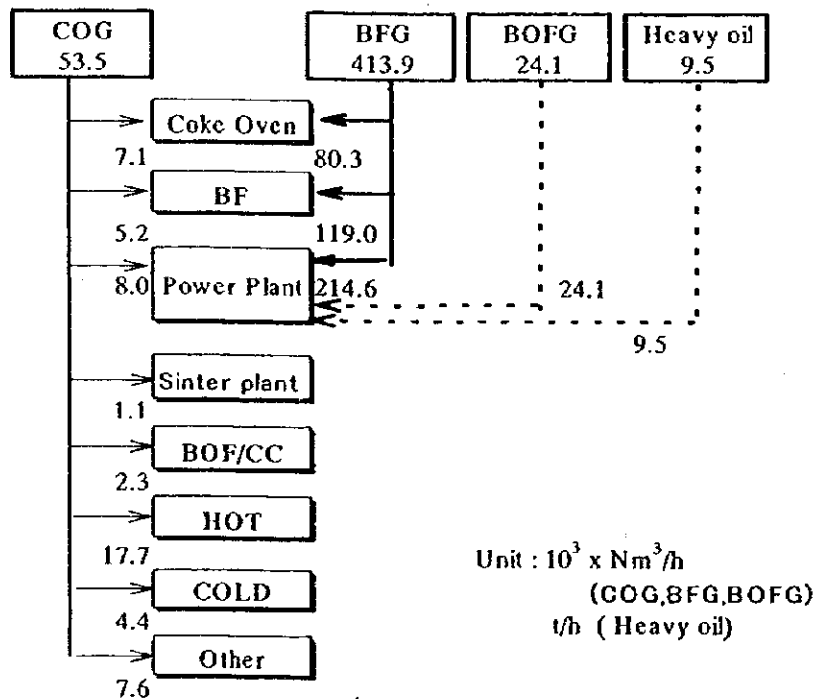 COG
53.5
BFG
413.9
BOFG
24.1
Heavy oil
9.5
Coke Oven
7.1
80.3
BF
5.2
119.0
Power Plant
8.0
214.6
24.1
9.5
Sinter plant
1.1
BOF/CC
2.3
HOT
17.7
COLD
4.4
Other
7.6
Unit : 10³ x Nm³/h
(COG,BFG,BOFG)
t/h ( Heavy oil)